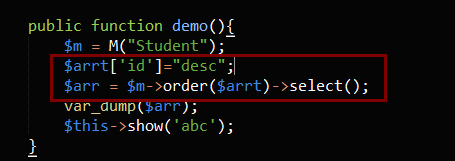 public function demo(){
$m = M("Student");
$arrt['id']="desc";
$arr = $m->order($arrt)->select();
var_dump($arr);
$this->show('abc');
}